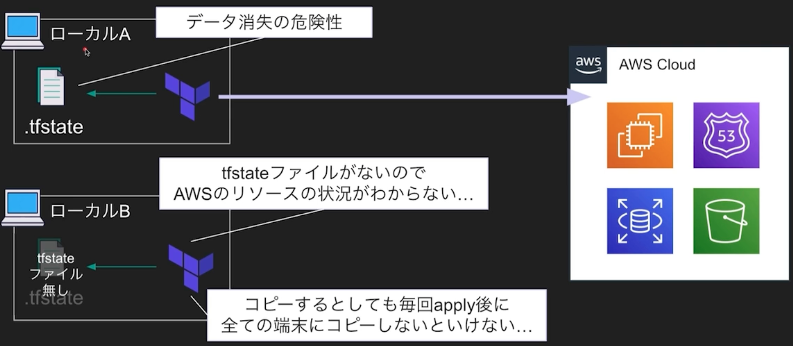 データ消失の危険性
ローカルA
.tfstate
aws
AWS Cloud
53
tfstateファイルがないので
AWSのリソースの状況がわからない…
ローカルB
tfstate
ファイル
無し
.tfstate
コピーするとしても毎回apply後に
全ての端末にコピーしないといけない…